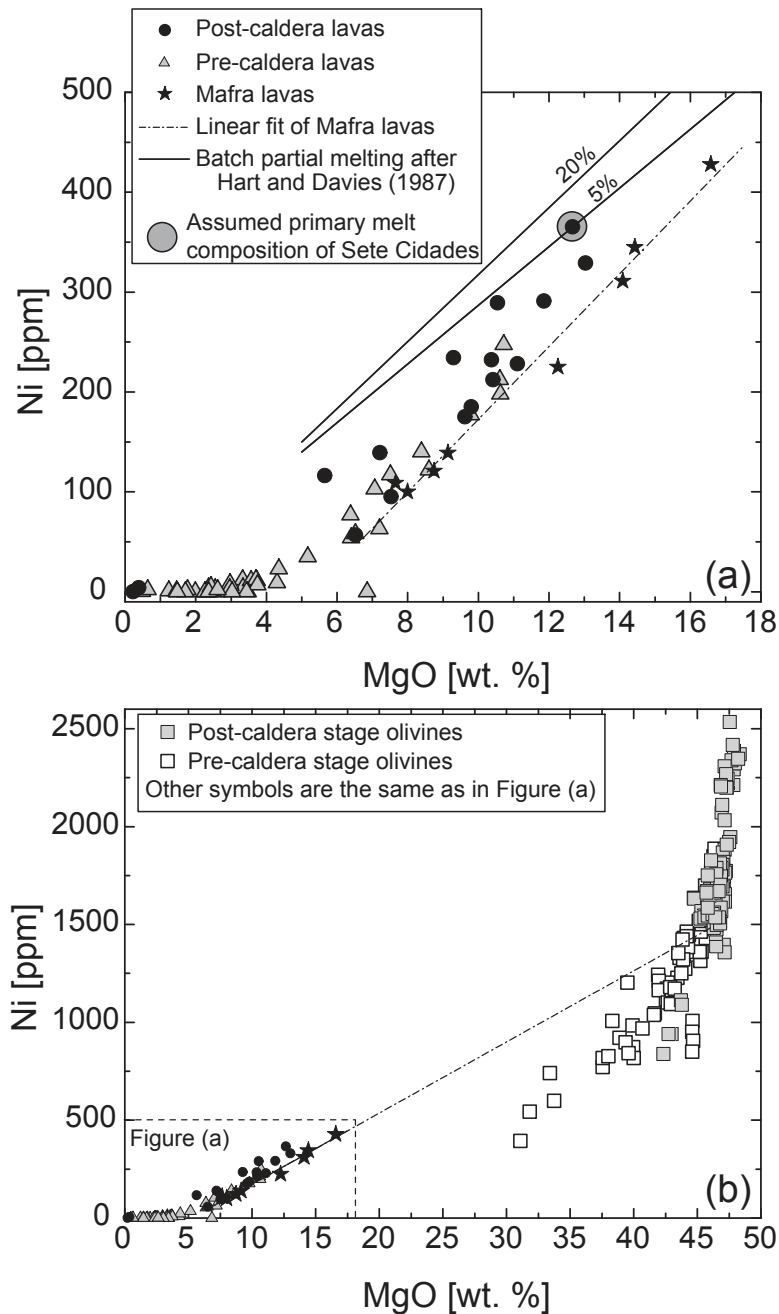 Post-caldera lavas
Pre-caldera lavas
Mafra lavas
Linear fit of Mafra lavas
Batch partial melting after
Hart and Davies (1987)
Assumed primary melt
composition of Sete Cidades
20%
5%
500
400
300
200
100
0
Ni [ppm]
0 2 4 6 8 10 12 14 16 18
MgO [wt. %]
(a)
Post-caldera stage olivines
Pre-caldera stage olivines
Other symbols are the same as in Figure (a)
2500
2000
1500
1000
500
0
Ni [ppm]
Figure (a)
(b)
0 5 10 15 20 25 30 35 40 45 50
MgO [wt. %]